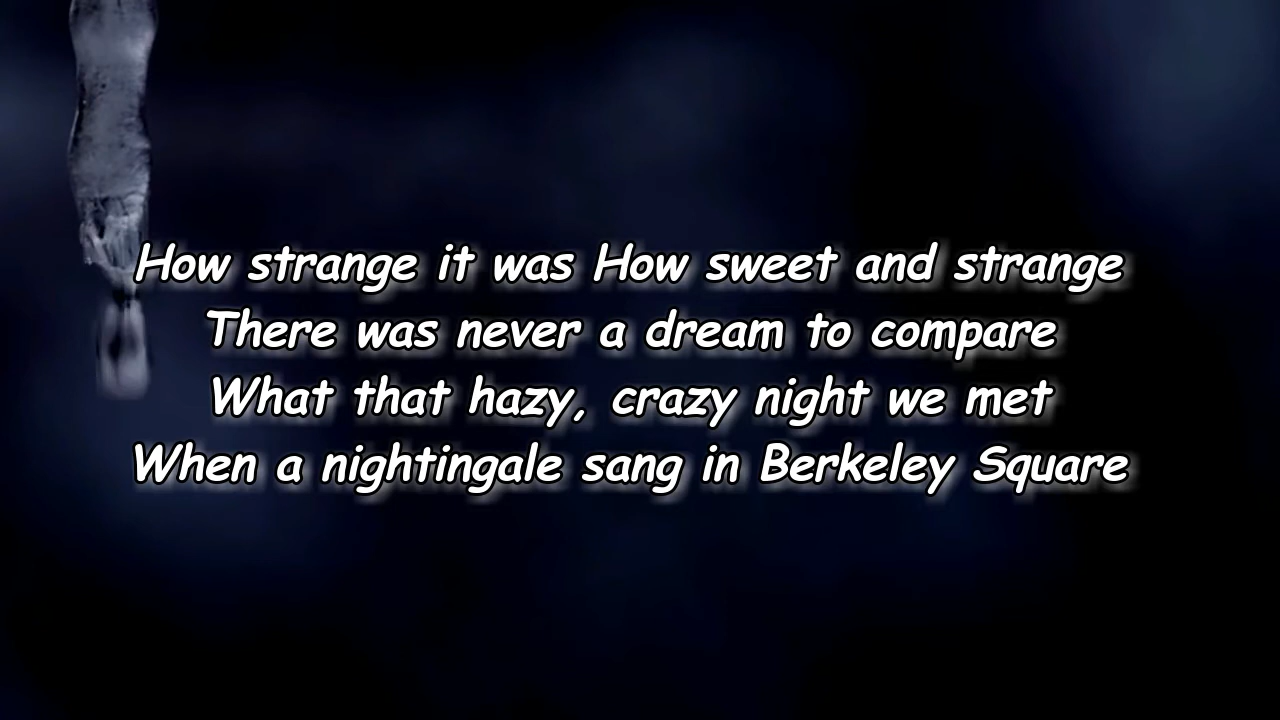 How strange it was How sweet and strange
There was never a dream to compare
What that hazy, crazy night we met
When a nightingale sang in Berkeley Square